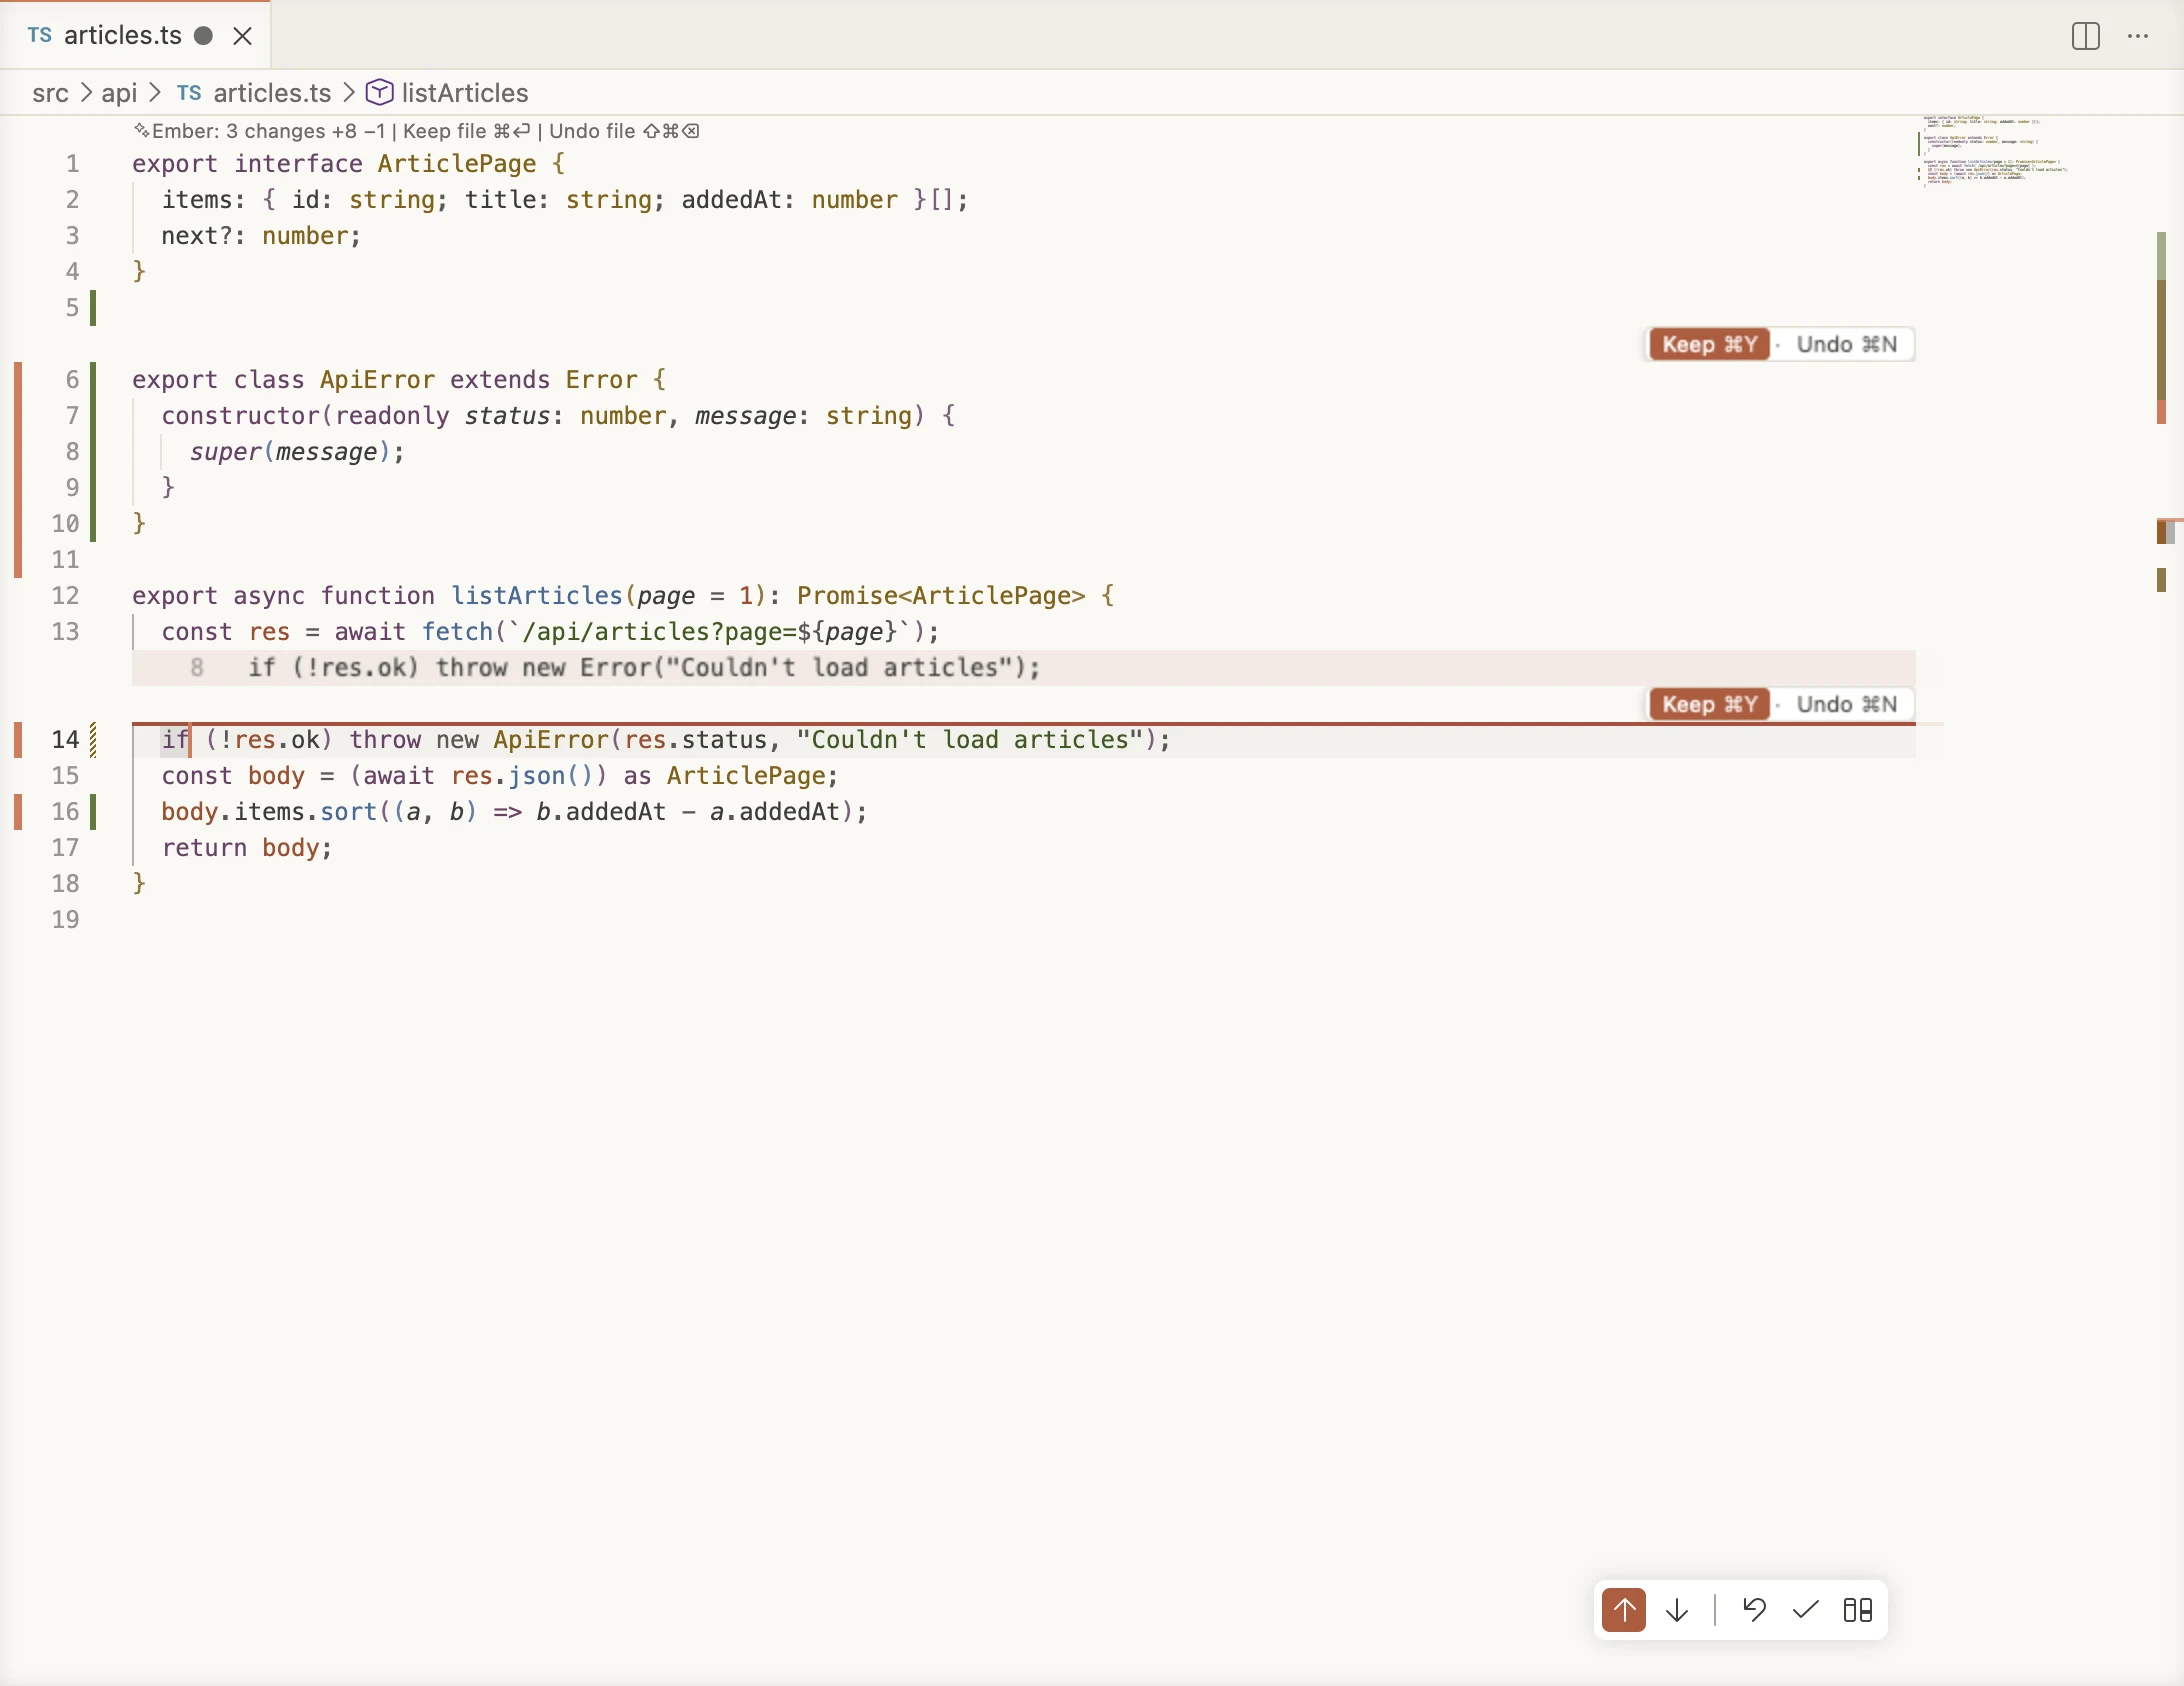 TS articles.ts
src > api > TS articles.ts > listArticles
Ember: 3 changes +8 −1 | Keep file ⌘⏎ | Undo file ⇧⌘⌫
1 export interface ArticlePage {
2 items: { id: string; title: string; addedAt: number }[];
3 next?: number;
4 }
5
Keep ⌘Y · Undo ⌘N
6 export class ApiError extends Error {
7 constructor(readonly status: number, message: string) {
8 super(message);
9 }
10 }
11
12 export async function listArticles(page = 1): Promise<ArticlePage> {
13 const res = await fetch(`/api/articles?page=${page}`);
8 if (!res.ok) throw new Error("Couldn't load articles");
Keep ⌘Y · Undo ⌘N
14 if (!res.ok) throw new ApiError(res.status, "Couldn't load articles");
15 const body = (await res.json()) as ArticlePage;
16 body.items.sort((a, b) => b.addedAt - a.addedAt);
17 return body;
18 }
19